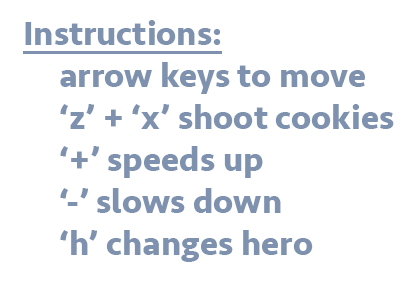 Instructions:
arrow keys to move
‘z’ + ‘x’ shoot cookies
‘+’ speeds up
‘-’ slows down
‘h’ changes hero